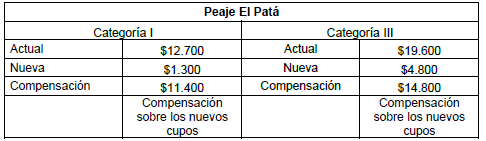 Peaje El Patá
Categoría I Categoría III
Actual $12.700 Actual $19.600
Nueva $1.300 Nueva $4.800
Compensación $11.400 Compensación $14.800
Compensación Compensación
sobre los nuevos sobre los nuevos
cupos cupos